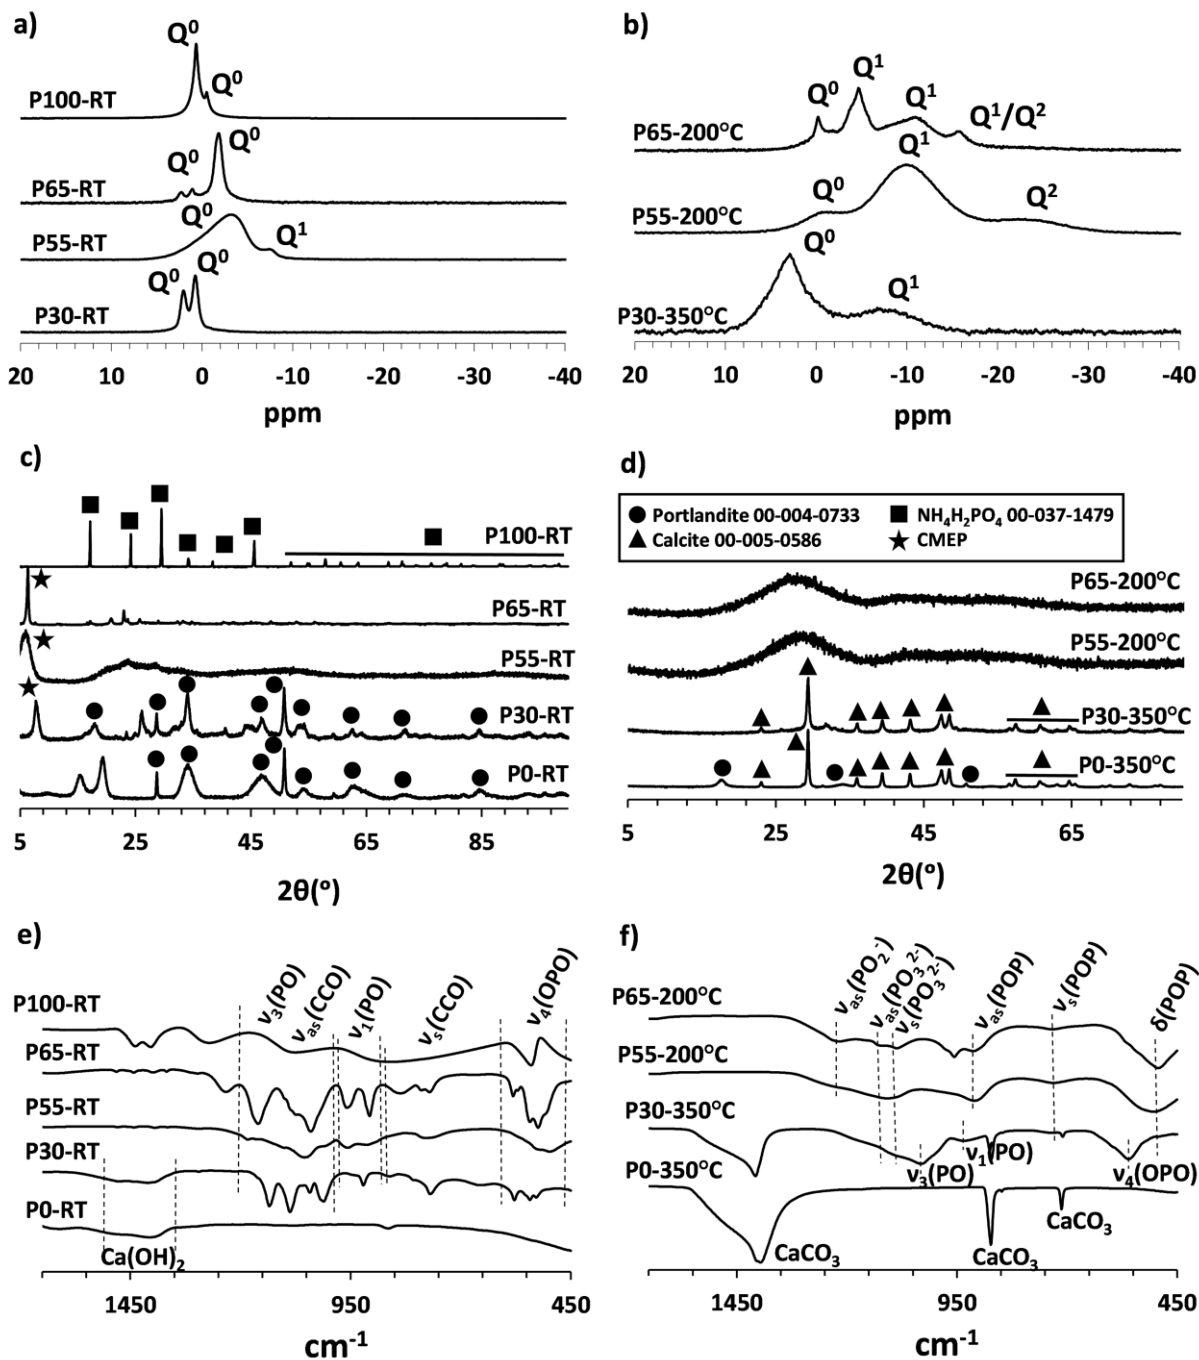 a)
Q⁰
Q⁰
P100-RT
Q⁰
Q⁰
P65-RT
Q⁰
Q¹
P55-RT
Q⁰
Q⁰
P30-RT
20 10 0 -10 -20 -30 -40
ppm
b)
Q⁰
Q¹
Q¹
Q¹/Q²
P65-200°C
Q⁰
Q¹
Q²
P55-200°C
Q⁰
Q¹
P30-350°C
20 10 0 -10 -20 -30 -40
ppm
c)
P100-RT
P65-RT
P55-RT
P30-RT
P0-RT
5 25 45 65 85
2θ(°)
d)
Portlandite 00-004-0733
NH₄H₂PO₄ 00-037-1479
Calcite 00-005-0586
CMEP
P65-200°C
P55-200°C
P30-350°C
P0-350°C
5 25 45 65
2θ(°)
e)
ν₃(PO)
νas(CCO)
ν₁(PO)
νs(CCO)
ν₄(OPO)
P100-RT
P65-RT
P55-RT
P30-RT
P0-RT
Ca(OH)₂
1450 950 450
cm⁻¹
f)
νas(PO₂⁻)
νas(PO₃²⁻)
νs(PO₃²⁻)
νas(POP)
νs(POP)
δ(POP)
P65-200°C
P55-200°C
P30-350°C
ν₃(PO)
ν₁(PO)
ν₄(OPO)
P0-350°C
CaCO₃
CaCO₃
CaCO₃
1450 950 450
cm⁻¹